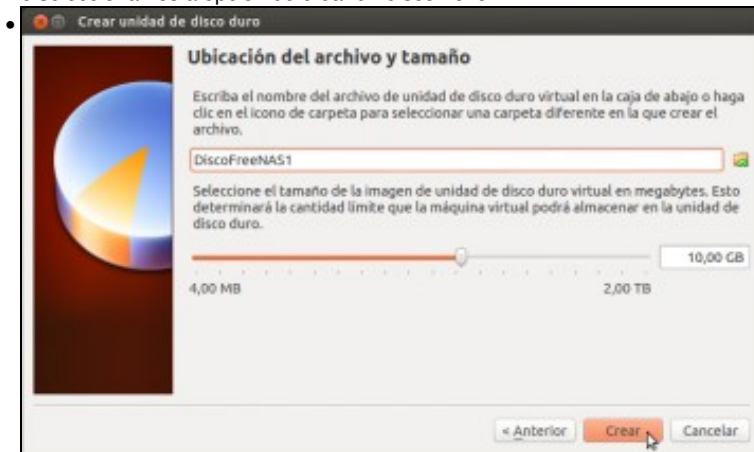 Crear unidad de disco duro
Ubicación del archivo y tamaño
Escriba el nombre del archivo de unidad de disco duro virtual en la caja de abajo o haga
clic en el icono de carpeta para seleccionar una carpeta diferente en la que crear el
archivo.
DiscoFreeNAS1
Seleccione el tamaño de la imagen de unidad de disco duro virtual en megabytes. Esto
determinará la cantidad límite que la máquina virtual podrá almacenar en la unidad de
disco duro.
10,00 GB
4,00 MB 2,00 TB
< Anterior Crear Cancelar